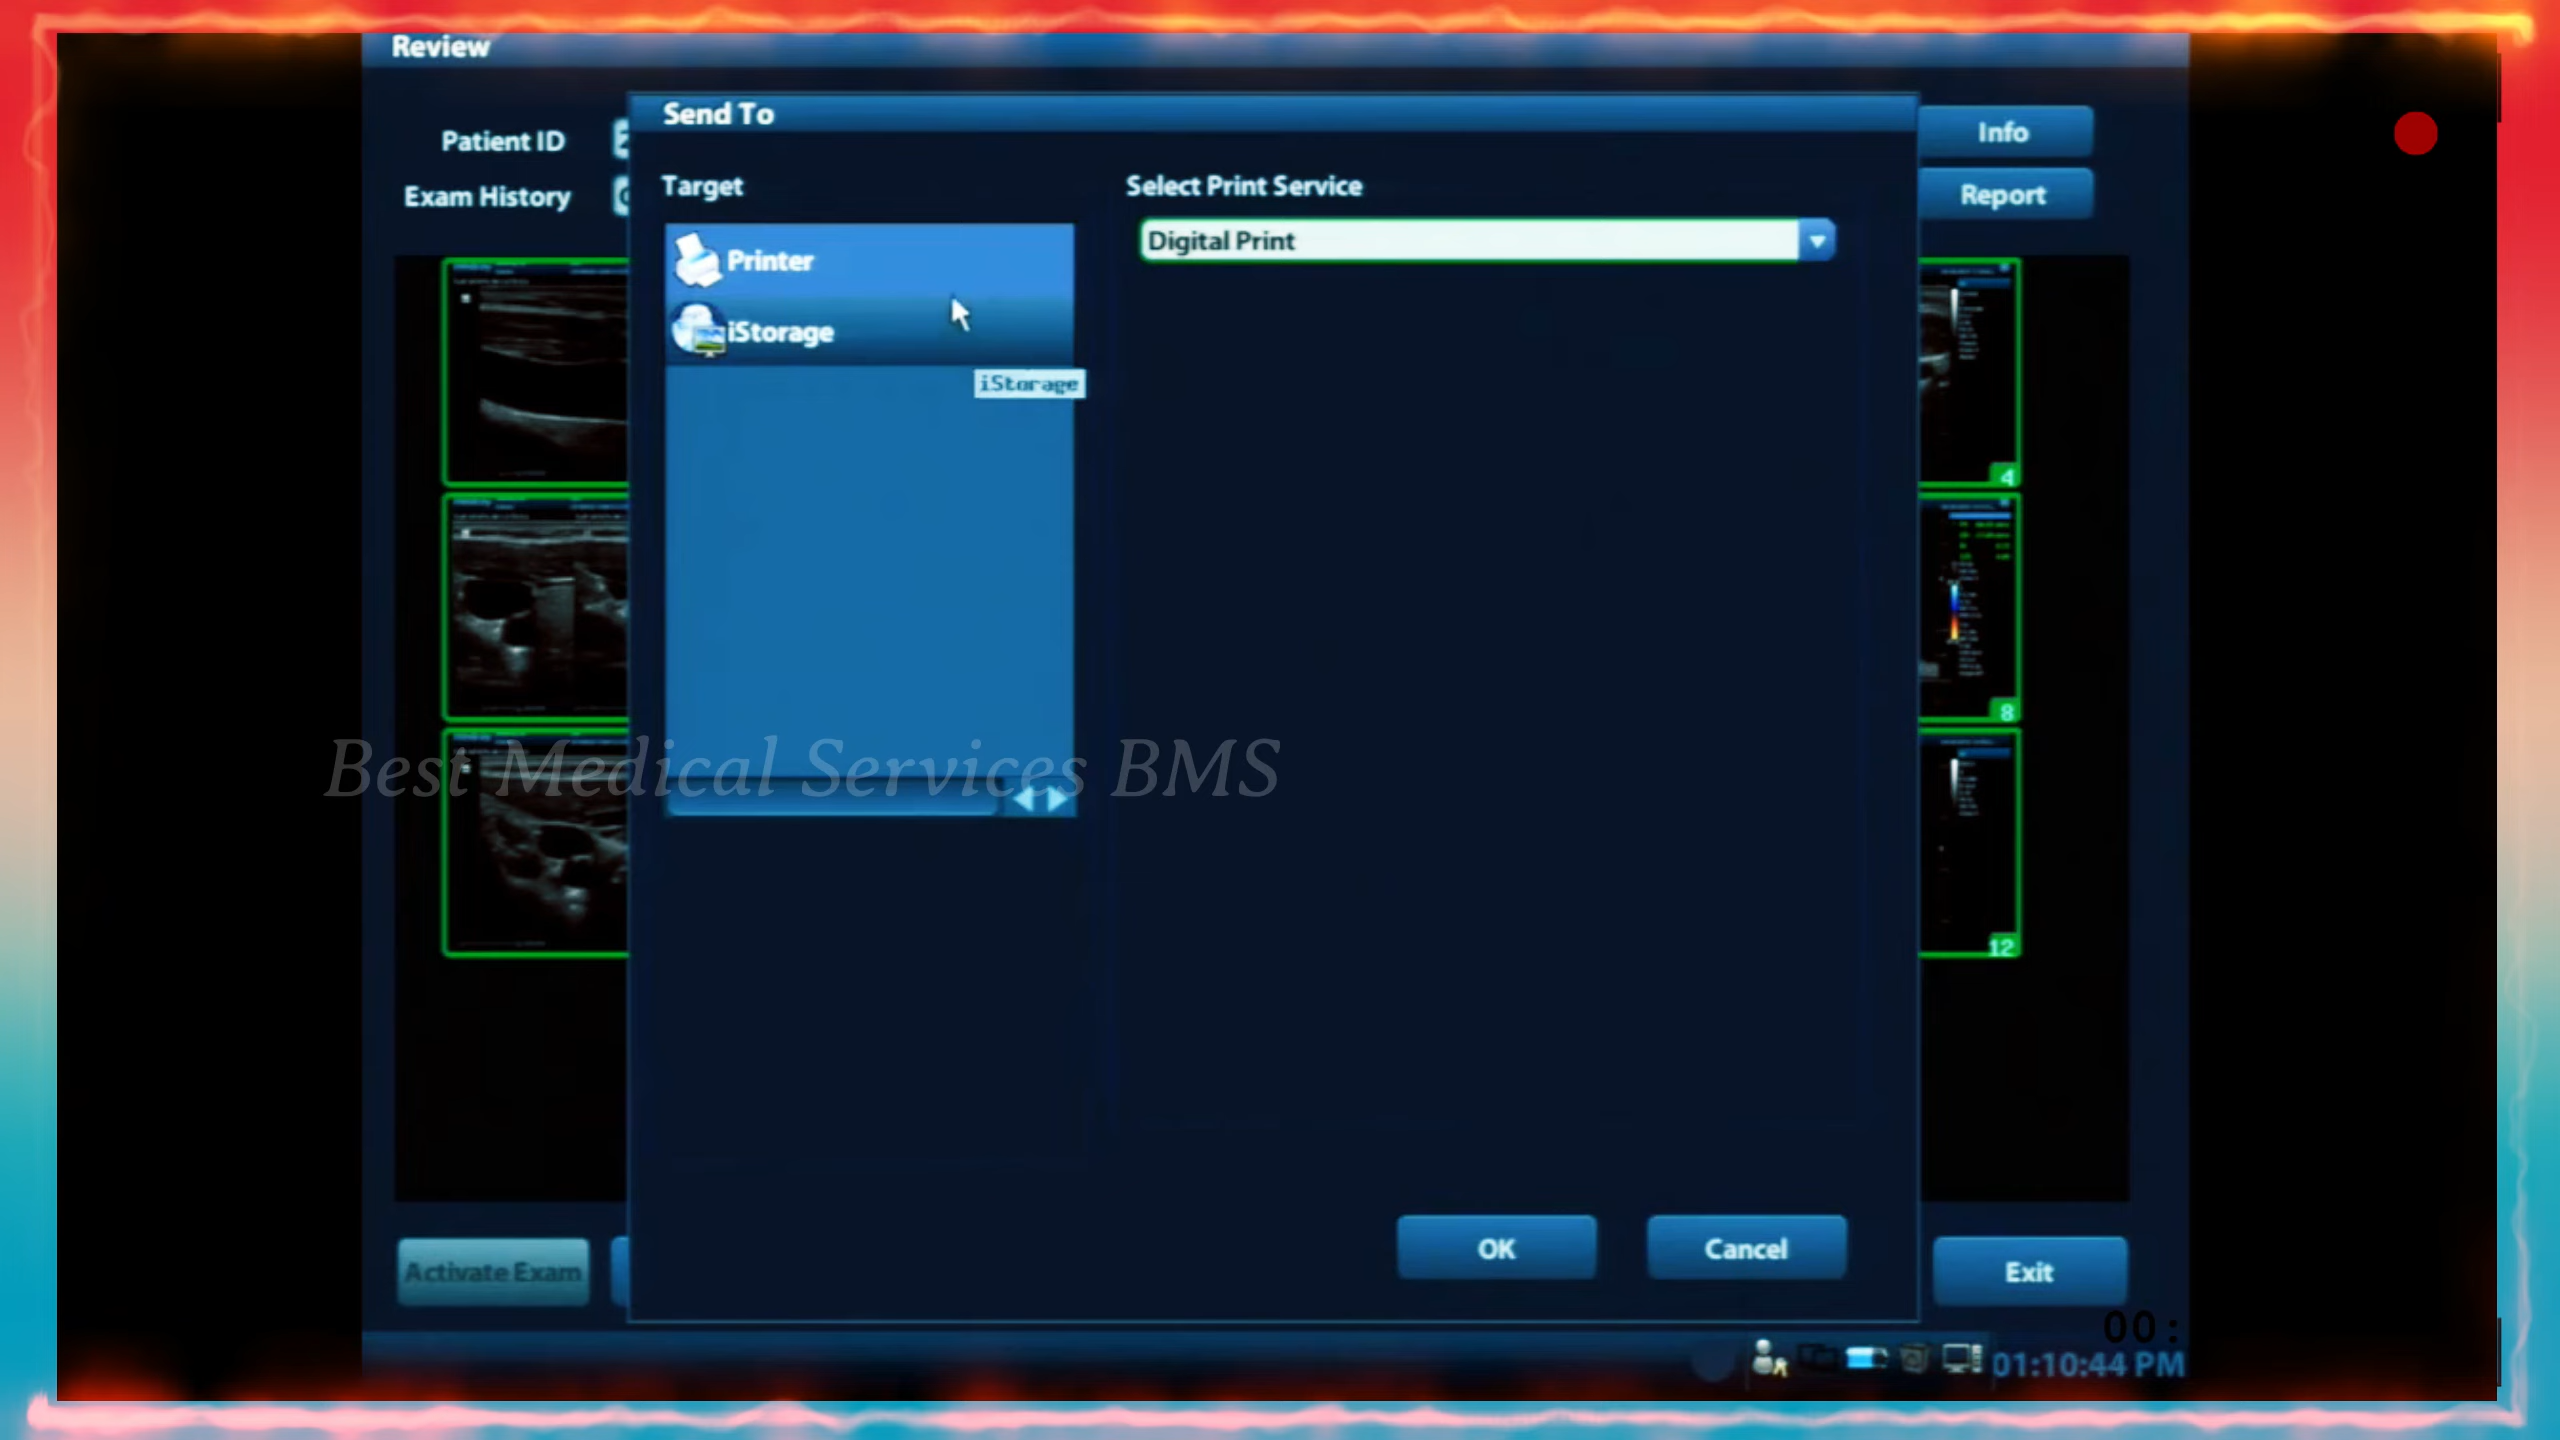 Review
Send To
Patient ID
Exam History
Info
Report
Target
Select Print Service
Printer
Digital Print
iStorage
iStorage
4
8
12
Best Medical Services BMS
OK
Cancel
Activate Exam
Exit
00:
01:10:44 PM